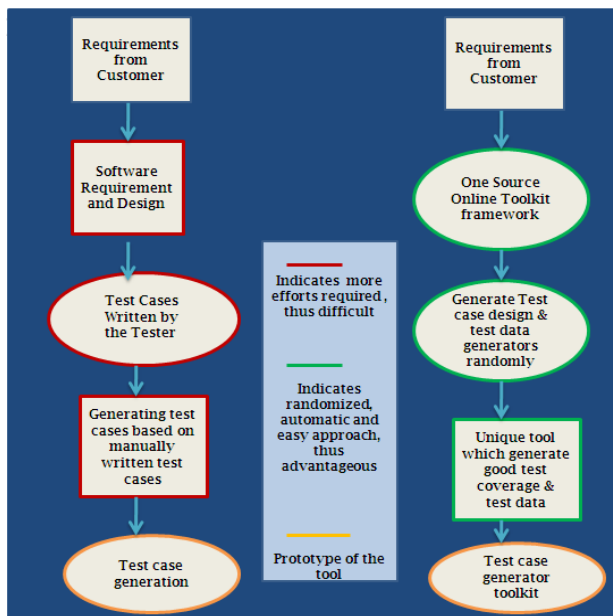 Requirements
from
Customer
Software
Requirement
and Design
Test Cases
Written by
the Tester
Generating test
cases based on
manually
written test
cases
Test case
generation
Indicates more
efforts required ,
thus difficult
Indicates
randomized,
automatic and
easy approach,
thus
advantageous
Prototype of the
tool
Requirements
from
Customer
One Source
Online Toolkit
framework
Generate Test
case design &
test data
generators
randomly
Unique tool
which generate
good test
coverage &
test data
Test case
generator
toolkit